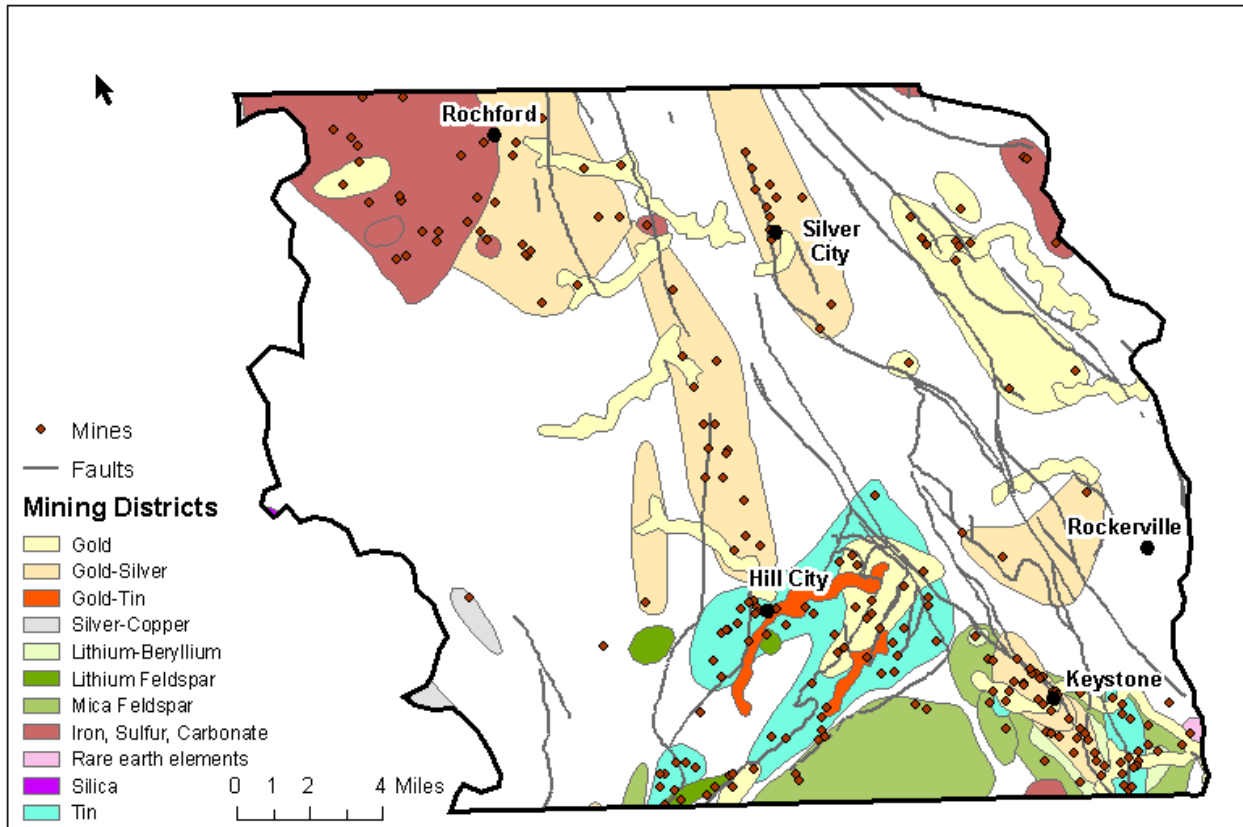 Rochford
Silver
City
Rockerville
Hill City
Keystone
Mines
Faults
Mining Districts
Gold
Gold-Silver
Gold-Tin
Silver-Copper
Lithium-Beryllium
Lithium Feldspar
Mica Feldspar
Iron, Sulfur, Carbonate
Rare earth elements
Silica
Tin
0 1 2 4 Miles